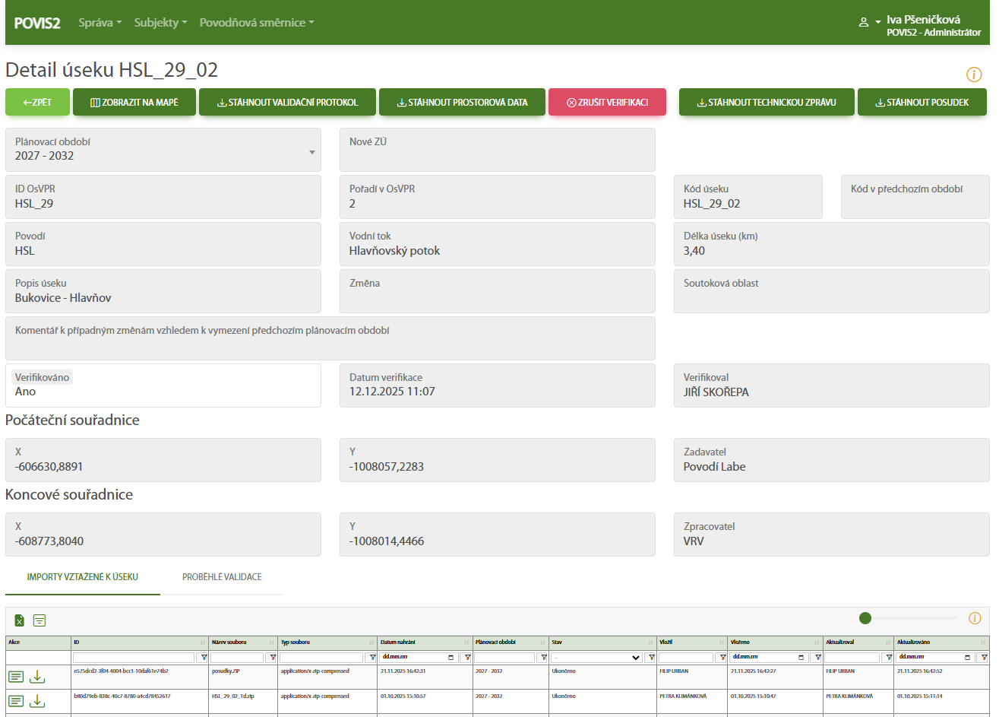 POVIS2 Správa Subjekty Povodňová směrnice Iva Pšeničková
POVIS2 - Administrátor
Detail úseku HSL_29_02
ZPĚT ZOBRAZIT NA MAPĚ STÁHNOUT VALIDAČNÍ PROTOKOL STÁHNOUT PROSTOROVÁ DATA ZRUŠIT VERIFIKACI STÁHNOUT TECHNICKOU ZPRÁVU STÁHNOUT POSUDEK
Plánovací období Nové ZÚ
2027 - 2032
ID OsVPR Pořadí v OsVPR Kód úseku Kód v předchozím období
HSL_29 2 HSL_29_02
Povodí Vodní tok Délka úseku (km)
HSL Hlavňovský potok 3,40
Popis úseku Změna Soutoková oblast
Bukovice - Hlavňov
Komentář k případným změnám vzhledem k vymezení předchozím plánovacím období
Verifikováno Datum verifikace Verifikoval
Ano 12.12.2025 11:07 JIŘÍ SKOŘEPA
Počáteční souřadnice
X Y Zadavatel
-606630,8891 -1008057,2283 Povodí Labe
Koncové souřadnice
X Y Zpracovatel
-608773,8040 -1008014,4466 VRV
IMPORTY VZTAŽENÉ K ÚSEKU PROBĚHLÉ VALIDACE
Akce ID Název souboru Typ souboru Datum nahrání Plánovací období Stav Vložil Vloženo Aktualizoval Aktualizováno
dd.mm.rrrr - dd.mm.rrrr dd.mm.rrrr
e575dcd2-3f04-4004-bcc1-10daf61e74b2 posudky.ZIP application/x-zip-compressed 21.11.2025 16:42:31 2027 - 2032 Ukončeno FILIP URBAN 21.11.2025 16:42:27 FILIP URBAN 21.11.2025 16:42:52
b80d79eb-838c-40c7-8780-a4cd78452617 HSL_29_02_1d.zip application/x-zip-compressed 01.10.2025 15:10:57 2027 - 2032 Ukončeno PETRA KLIMÁNKOVÁ 01.10.2025 15:10:47 PETRA KLIMÁNKOVÁ 01.10.2025 15:11:14